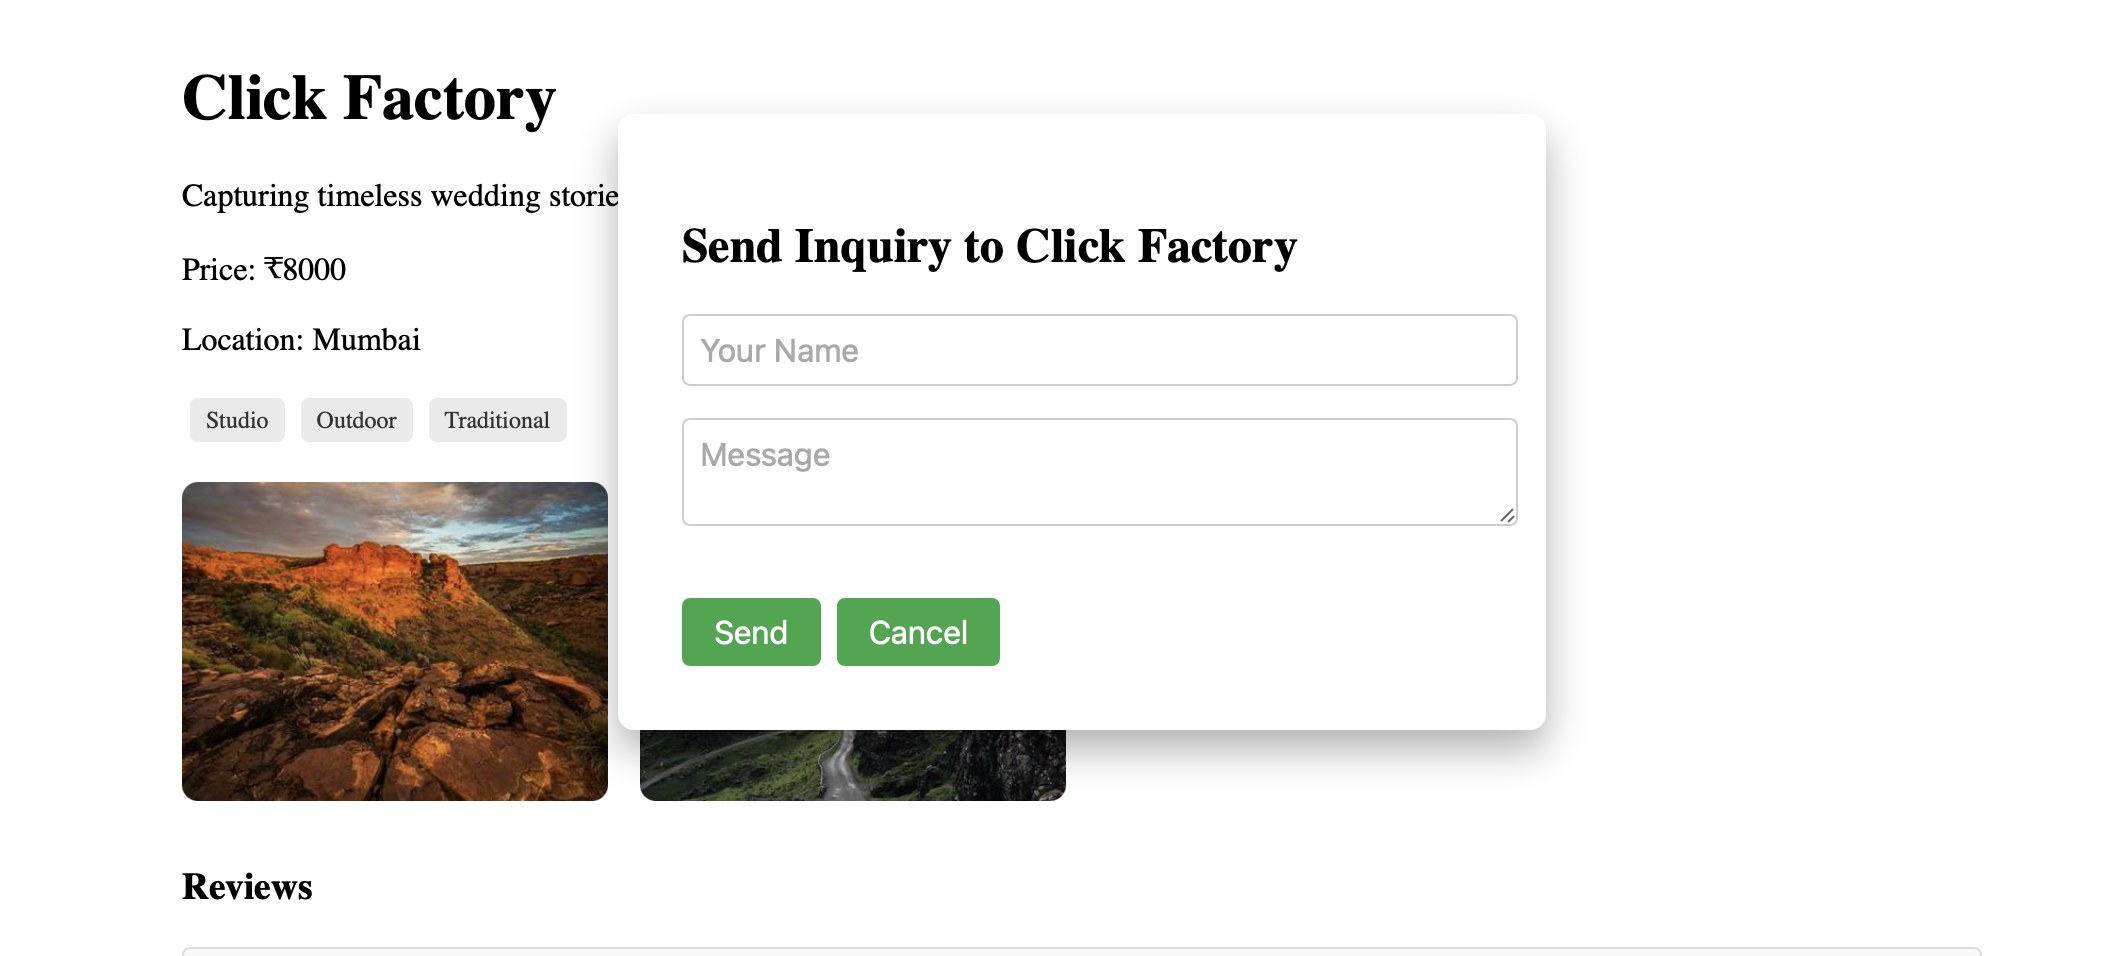 Click Factory
Capturing timeless wedding storie
Price: ₹8000
Location: Mumbai
Studio Outdoor Traditional
Send Inquiry to Click Factory
Your Name
Message
Send Cancel
Reviews